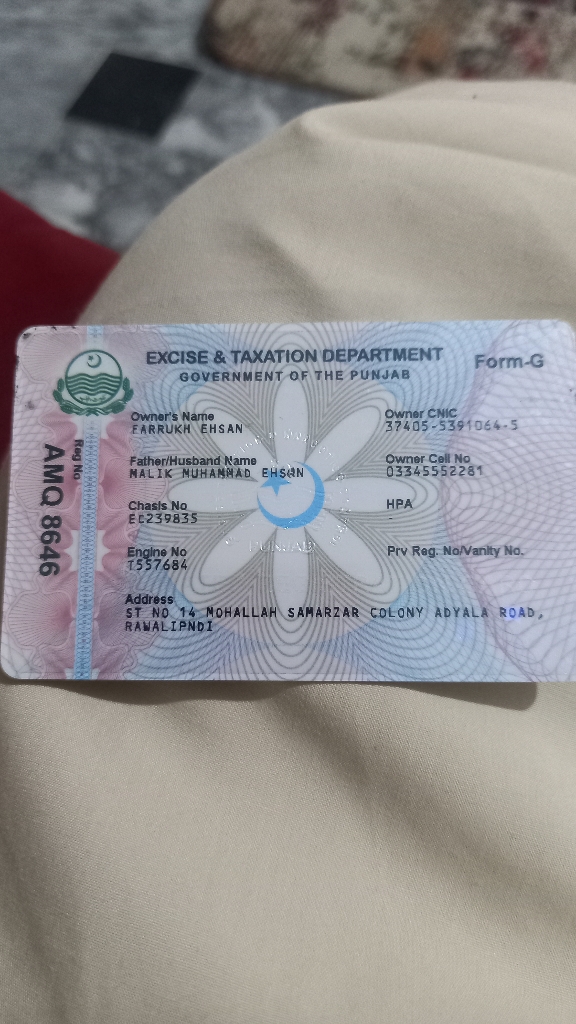 EXCISE & TAXATION DEPARTMENT
Form-G
GOVERNMENT OF THE PUNJAB
Owner's Name
FARRUKH EHSAN
Owner CNIC
37405-5391064-5
Father/Husband Name
MALIK MUHAMMAD EHSAN
Owner Cell No
03345552281
Chasis No
EC239835
HPA
-
Engine No
T557684
Prv Reg. No/Vanity No.
Address
ST NO 14 MOHALLAH SAMARZAR COLONY ADYALA ROAD,
RAWALIPNDI
Reg No
AMQ 8646
PUNJAB